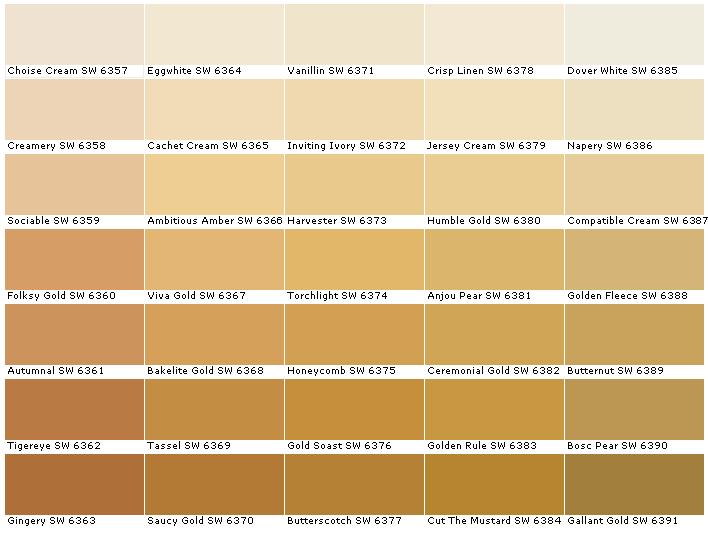 Choise Cream SW 6357 Eggwhite SW 6364 Vanillin SW 6371 Crisp Linen SW 6378 Dover White SW 6385
Creamery SW 6358 Cachet Cream SW 6365 Inviting Ivory SW 6372 Jersey Cream SW 6379 Napery SW 6386
Sociable SW 6359 Ambitious Amber SW 6366 Harvester SW 6373 Humble Gold SW 6380 Compatible Cream SW 6387
Folksy Gold SW 6360 Viva Gold SW 6367 Torchlight SW 6374 Anjou Pear SW 6381 Golden Fleece SW 6388
Autumnal SW 6361 Bakelite Gold SW 6368 Honeycomb SW 6375 Ceremonial Gold SW 6382 Butternut SW 6389
Tigereye SW 6362 Tassel SW 6369 Gold Soast SW 6376 Golden Rule SW 6383 Bosc Pear SW 6390
Gingery SW 6363 Saucy Gold SW 6370 Butterscotch SW 6377 Cut The Mustard SW 6384 Gallant Gold SW 6391